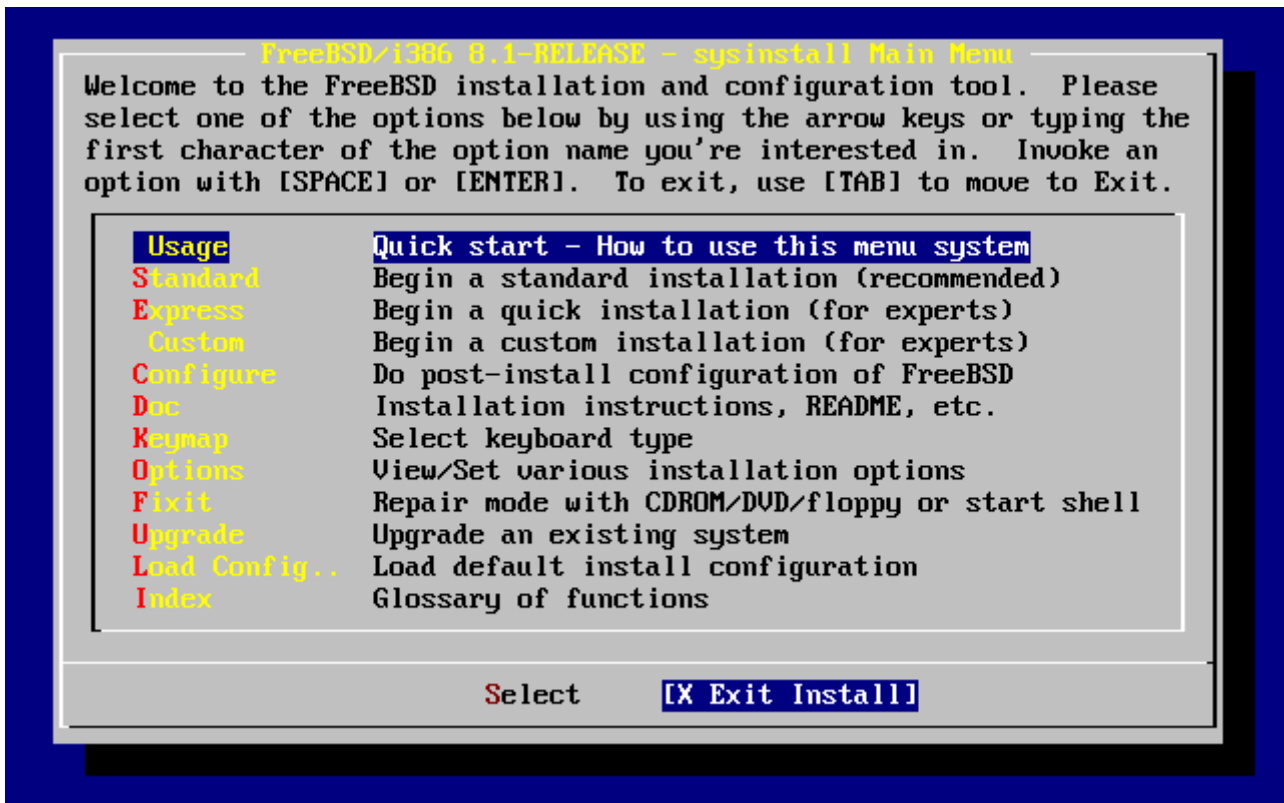 FreeBSD/i386 8.1-RELEASE - sysinstall Main Menu
Welcome to the FreeBSD installation and configuration tool.  Please
select one of the options below by using the arrow keys or typing the
first character of the option name you're interested in.  Invoke an
option with [SPACE] or [ENTER].  To exit, use [TAB] to move to Exit.
Usage Quick start - How to use this menu system
Standard Begin a standard installation (recommended)
Express Begin a quick installation (for experts)
Custom Begin a custom installation (for experts)
Configure Do post-install configuration of FreeBSD
Doc Installation instructions, README, etc.
Keymap Select keyboard type
Options View/Set various installation options
Fixit Repair mode with CDROM/DVD/floppy or start shell
Upgrade Upgrade an existing system
Load Config.. Load default install configuration
Index Glossary of functions
Select [X Exit Install]